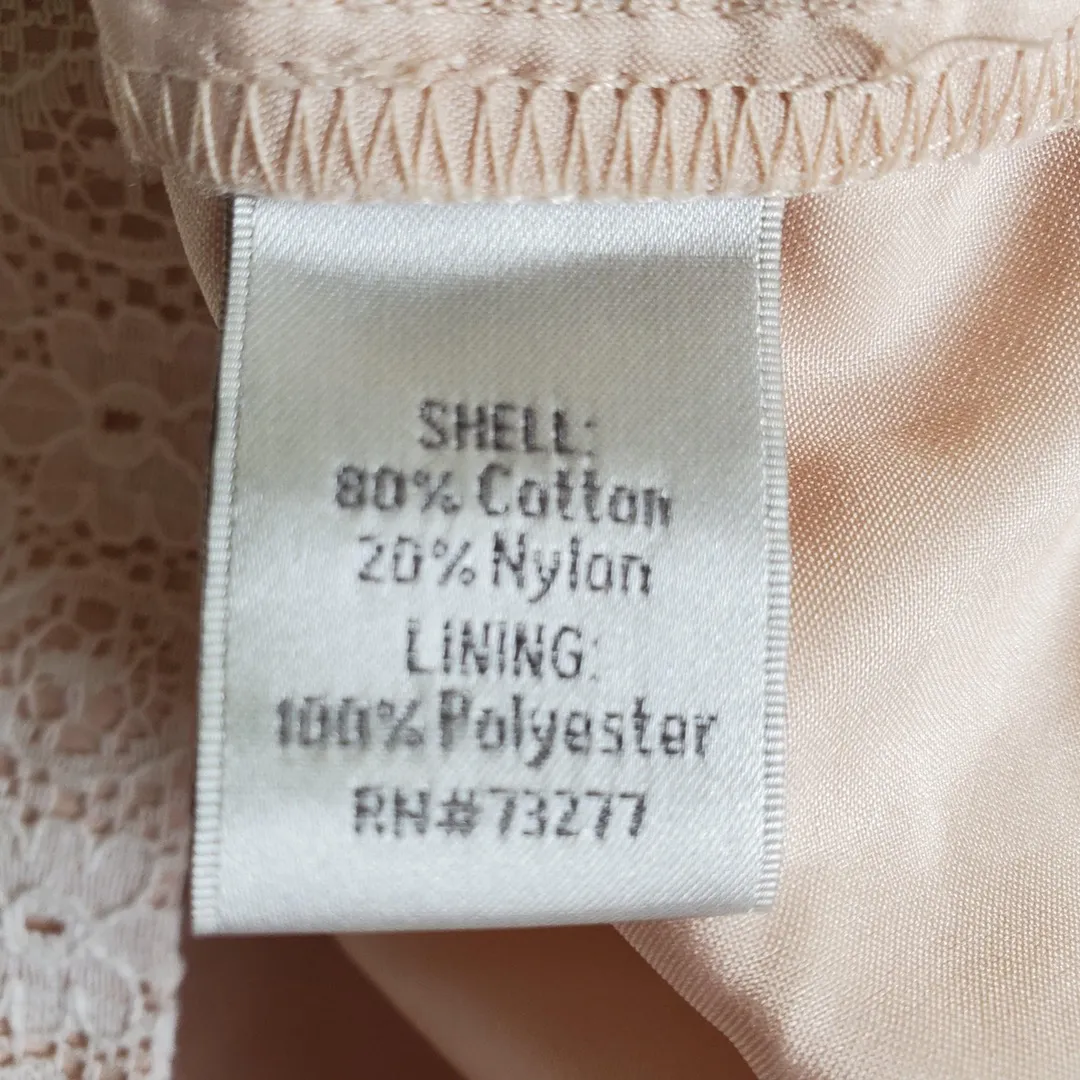 SHELL:
80% Cotton
20% Nylon
LINING:
100% Polyester
RN#73277